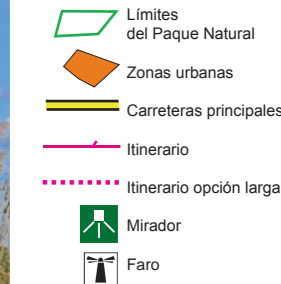 Límites
del Paque Natural
Zonas urbanas
Carreteras principales
Itinerario
Itinerario opción larga
Mirador
Faro